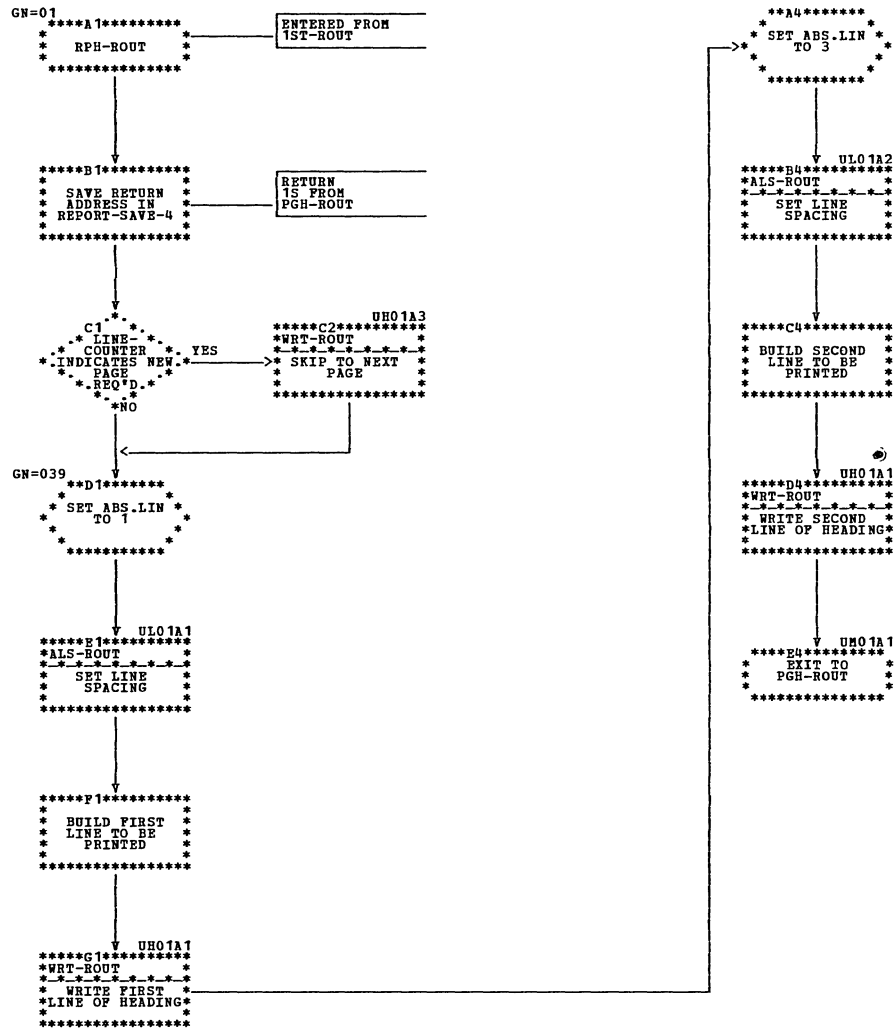 GN=01
A1
RPH-ROUT
ENTERED FROM
1ST-ROUT
B1
SAVE RETURN
ADDRESS IN
REPORT-SAVE-4
RETURN
IS FROM
PGH-ROUT
C1
LINE-
COUNTER
INDICATES NEW
PAGE
REQ'D
YES
NO
UH01A3
C2
WRT-ROUT
SKIP TO NEXT
PAGE
GN=039
D1
SET ABS.LIN
TO 1
UL01A1
E1
ALS-ROUT
SET LINE
SPACING
F1
BUILD FIRST
LINE TO BE
PRINTED
UH01A1
G1
WRT-ROUT
WRITE FIRST
LINE OF HEADING
A4
SET ABS.LIN
TO 3
UL01A2
B4
ALS-ROUT
SET LINE
SPACING
C4
BUILD SECOND
LINE TO BE
PRINTED
UH01A1
D4
WRT-ROUT
WRITE SECOND
LINE OF HEADING
UM01A1
E4
EXIT TO
PGH-ROUT